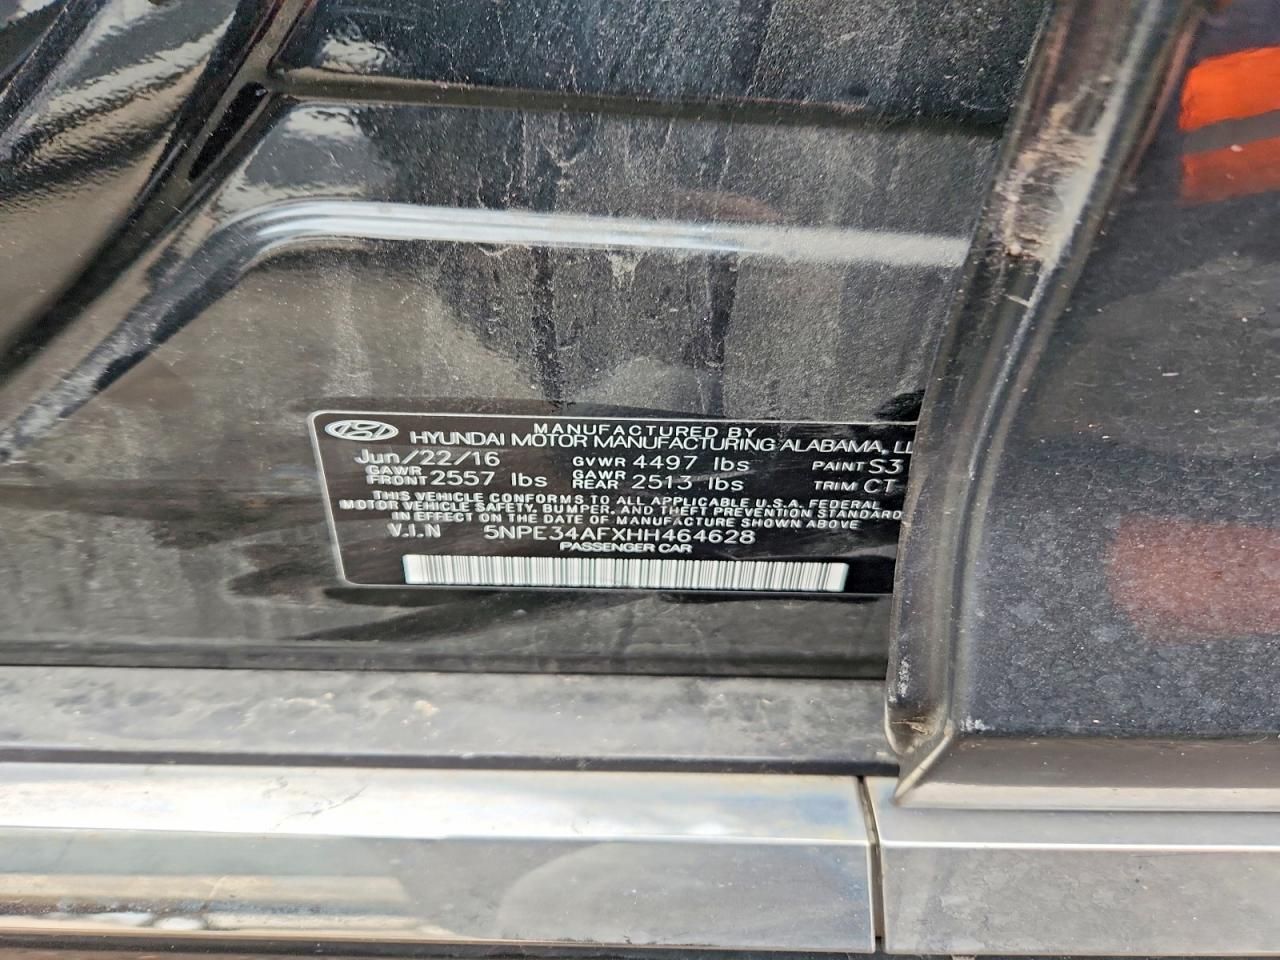 MANUFACTURED BY
HYUNDAI MOTOR MANUFACTURING ALABAMA,
Jun/22/16 GVWR 4497 lbs PAINT S3
GAWR FRONT 2557 lbs GAWR REAR 2513 lbs TRIM CT
THIS VEHICLE CONFORMS TO ALL APPLICABLE U.S.A. FEDERAL
MOTOR VEHICLE SAFETY, BUMPER, AND THEFT PREVENTION STANDARD
IN EFFECT ON THE DATE OF MANUFACTURE SHOWN ABOVE
V.I.N 5NPE34AFXHH464628
PASSENGER CAR